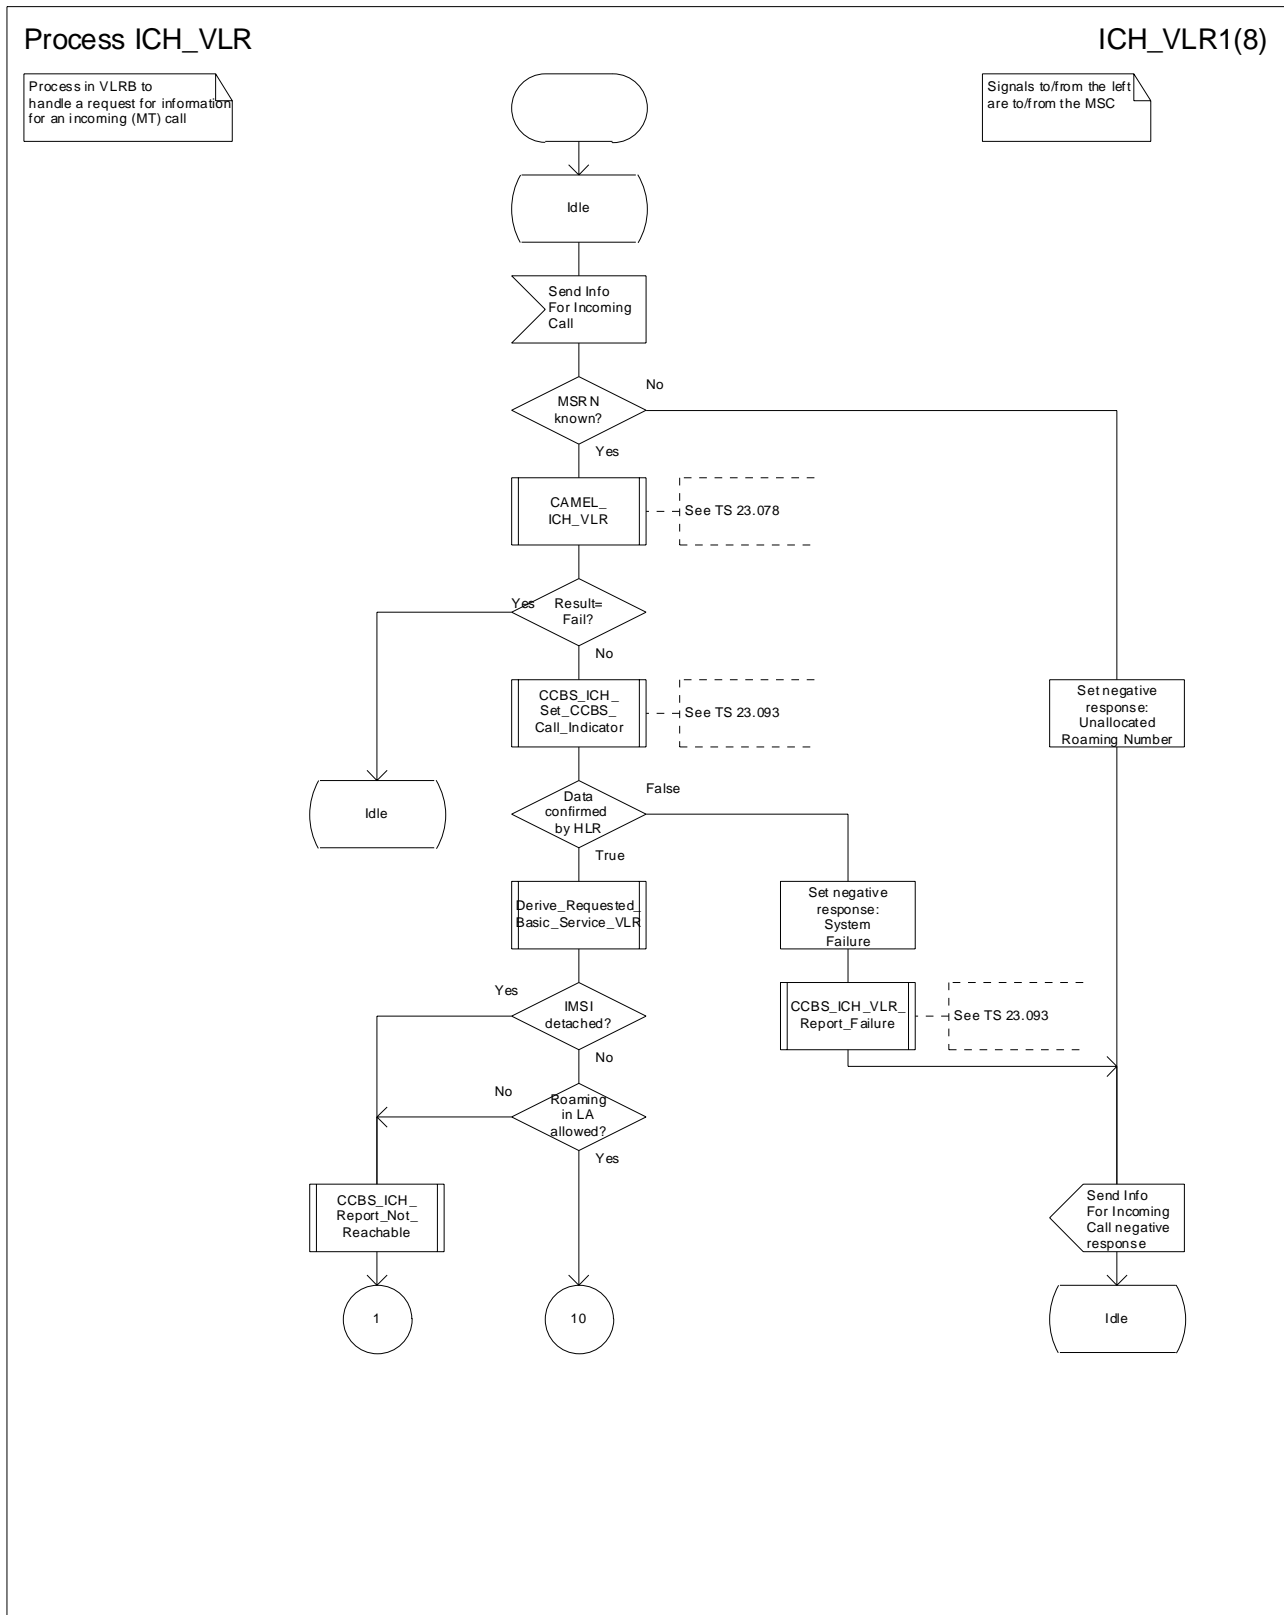 Process ICH_VLR
ICH_VLR1(8)
Process in VLRB to
handle a request for information
for an incoming (MT) call
Signals to/from the left
are to/from the MSC
Idle
Send Info
For Incoming
Call
No
MSRN
known?
Yes
CAMEL_
ICH_VLR
See TS 23.078
Yes
Result=
Fail?
No
CCBS_ICH_
Set_CCBS_
Call_Indicator
See TS 23.093
Set negative
response:
Unallocated
Roaming Number
Idle
Data
confirmed
by HLR
False
True
Derive_Requested_
Basic_Service_VLR
Set negative
response:
System
Failure
Yes
IMSI
detached?
No
CCBS_ICH_VLR_
Report_Failure
See TS 23.093
No
Roaming
in LA
allowed?
Yes
CCBS_ICH_
Report_Not_
Reachable
Send Info
For Incoming
Call negative
response
1
10
Idle